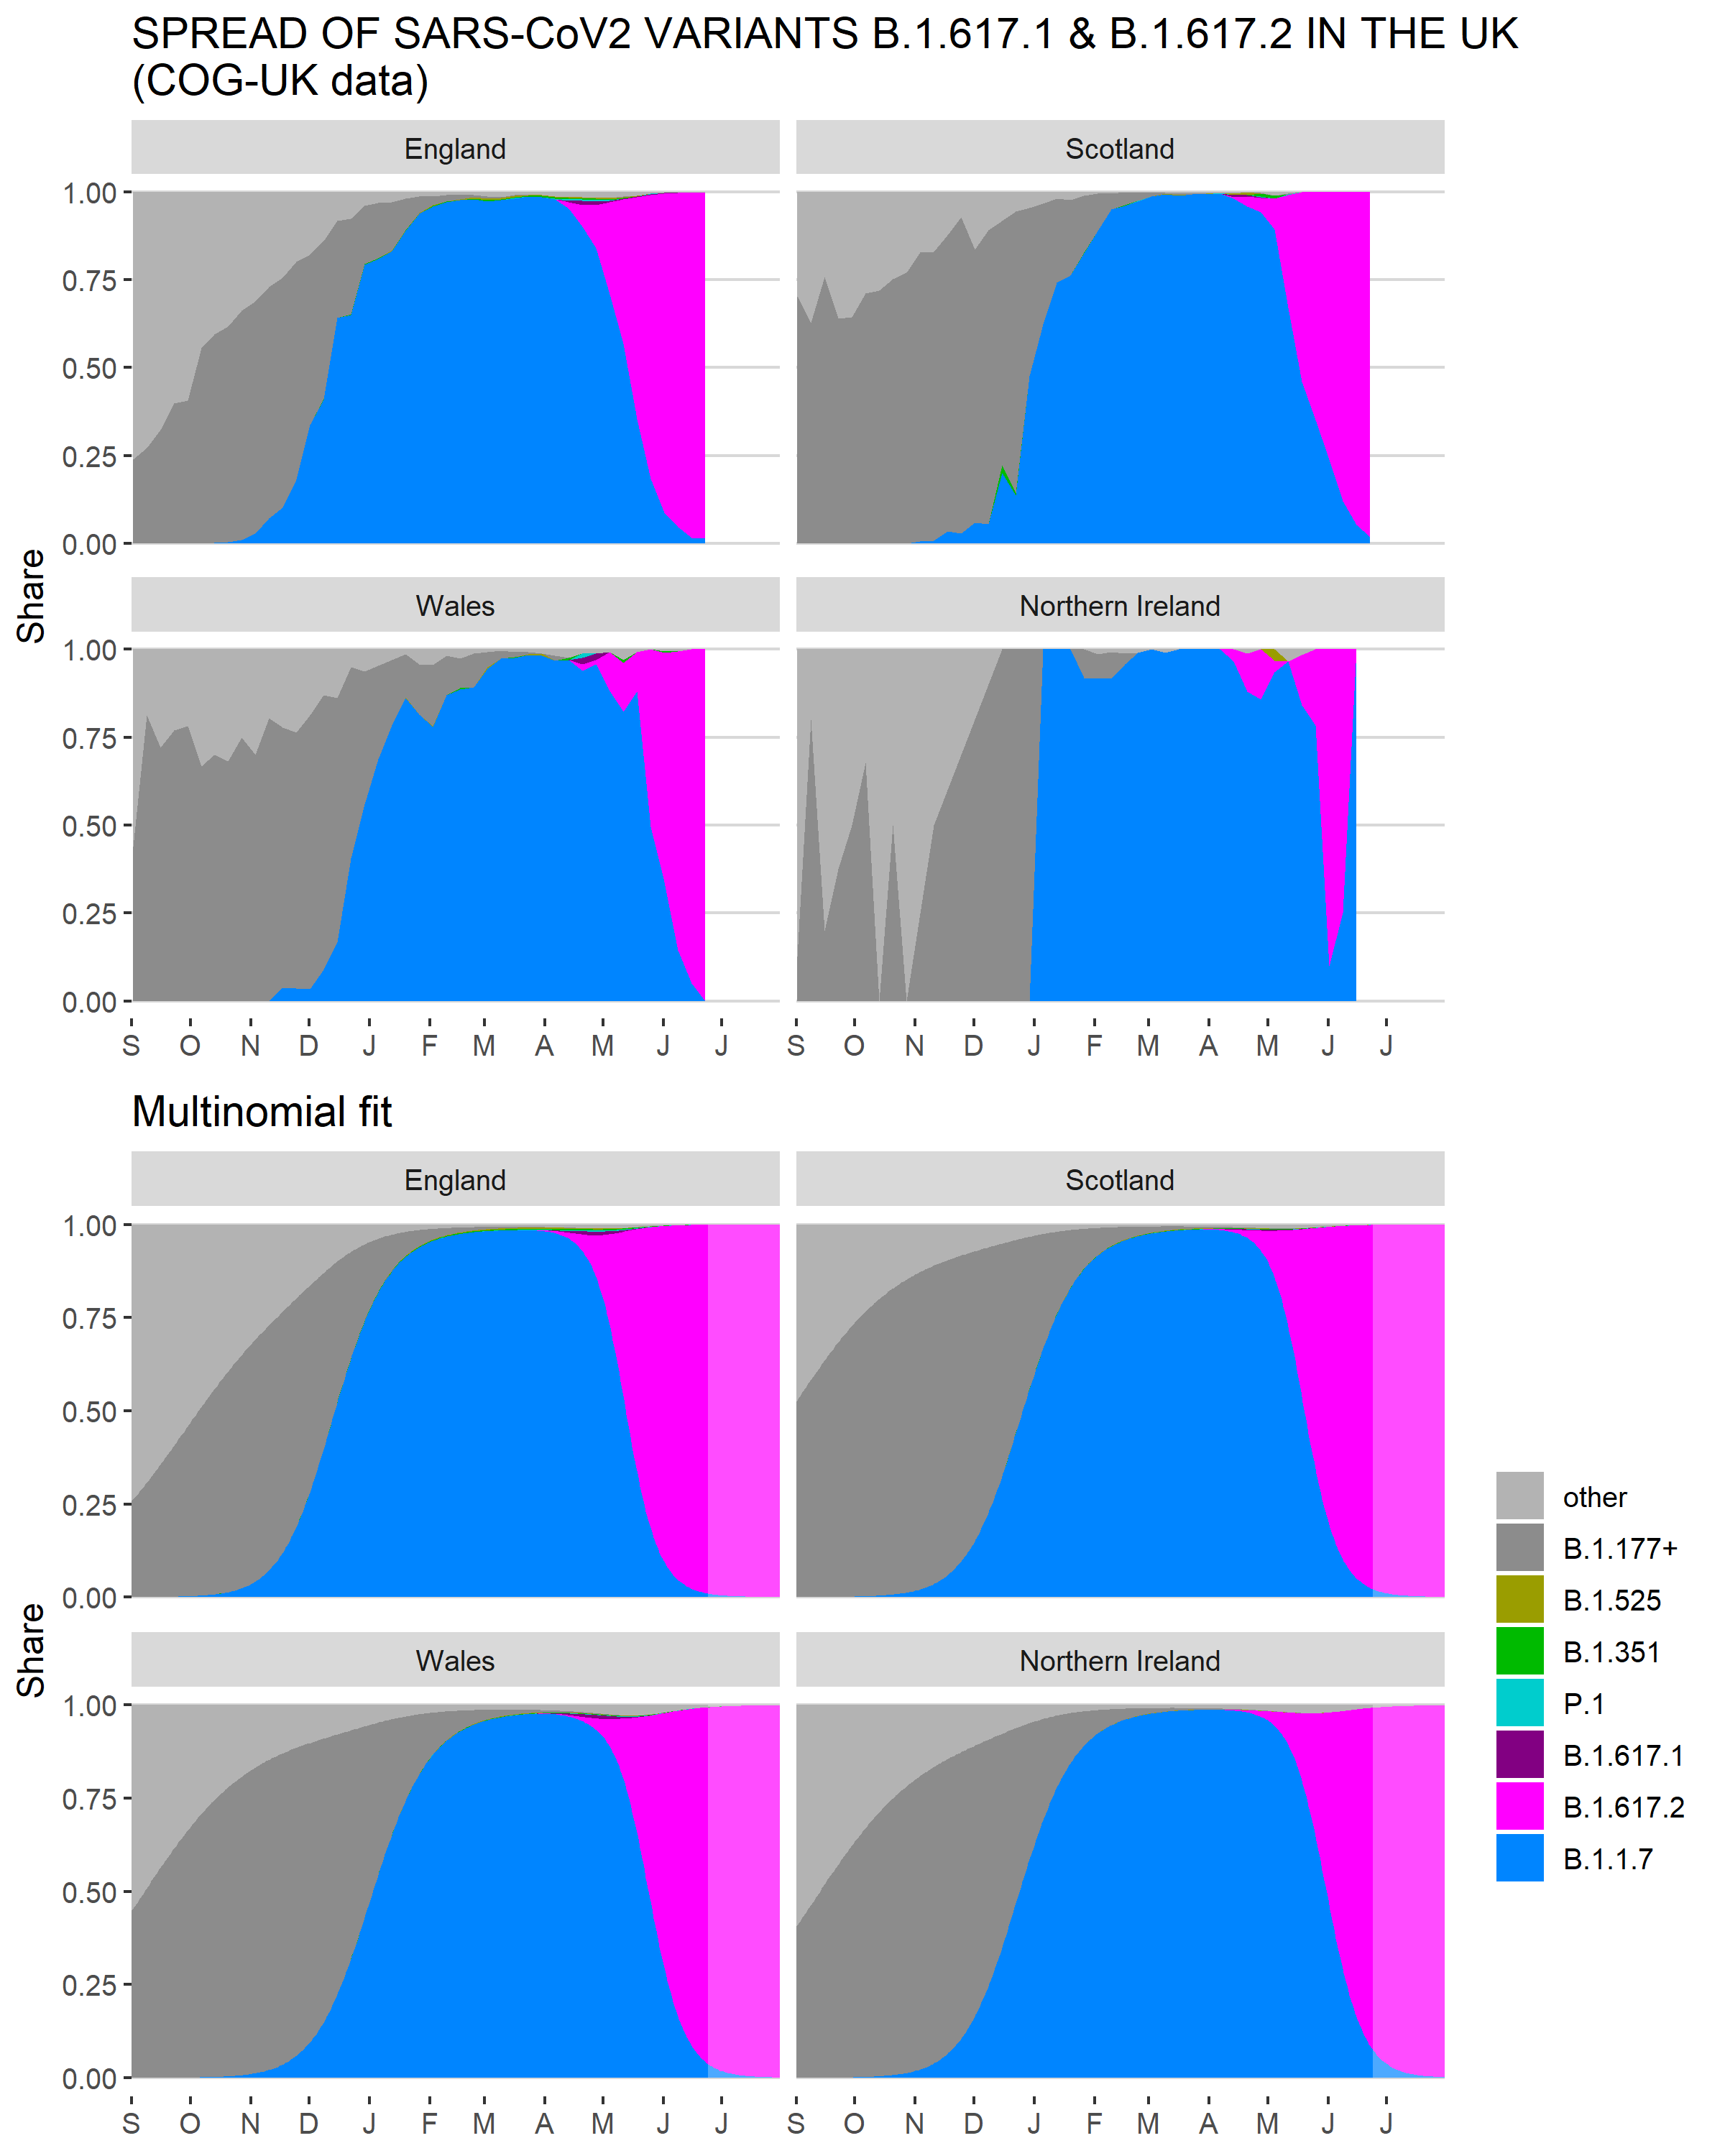 SPREAD OF SARS-CoV2 VARIANTS B.1.617.1 & B.1.617.2 IN THE UK
(COG-UK data)
England
Scotland
1.00
0.75
0.50
0.25
0.00
Share
Wales
Northern Ireland
1.00
0.75
0.50
0.25
0.00
S O N D J F M A M J J
S O N D J F M A M J J
Multinomial fit
England
Scotland
1.00
0.75
0.50
0.25
0.00
Share
Wales
Northern Ireland
1.00
0.75
0.50
0.25
0.00
S O N D J F M A M J J
S O N D J F M A M J J
other
B.1.177+
B.1.525
B.1.351
P.1
B.1.617.1
B.1.617.2
B.1.1.7